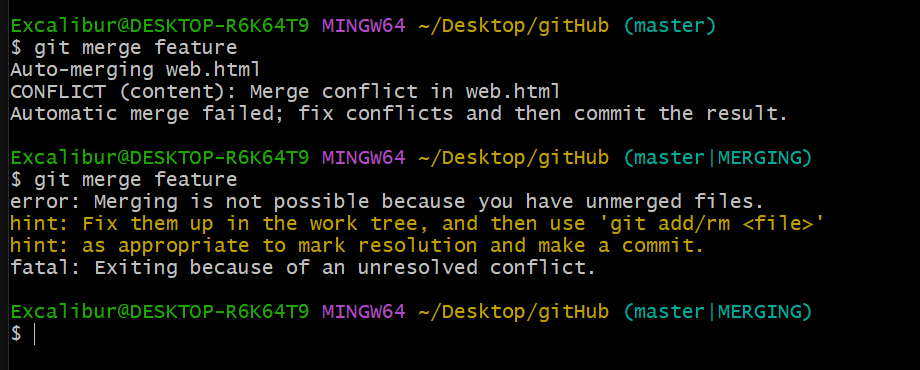 Excalibur@DESKTOP-R6K64T9 MINGW64 ~/Desktop/gitHub (master)
$ git merge feature
Auto-merging web.html
CONFLICT (content): Merge conflict in web.html
Automatic merge failed; fix conflicts and then commit the result.
Excalibur@DESKTOP-R6K64T9 MINGW64 ~/Desktop/gitHub (master|MERGING)
$ git merge feature
error: Merging is not possible because you have unmerged files.
hint: Fix them up in the work tree, and then use 'git add/rm <file>'
hint: as appropriate to mark resolution and make a commit.
fatal: Exiting because of an unresolved conflict.
Excalibur@DESKTOP-R6K64T9 MINGW64 ~/Desktop/gitHub (master|MERGING)
$